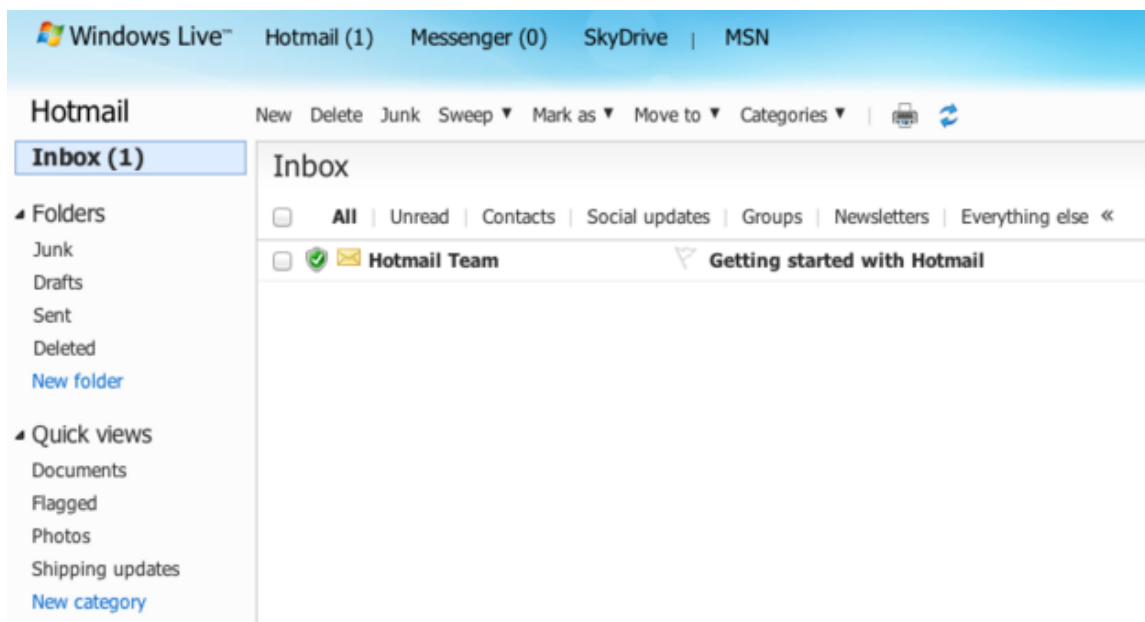 Windows Live™ Hotmail (1) Messenger (0) SkyDrive | MSN
Hotmail
New Delete Junk Sweep ▼ Mark as ▼ Move to ▼ Categories ▼ |
Inbox (1)
Folders
Junk
Drafts
Sent
Deleted
New folder
Quick views
Documents
Flagged
Photos
Shipping updates
New category
Inbox
All | Unread | Contacts | Social updates | Groups | Newsletters | Everything else «
Hotmail Team Getting started with Hotmail